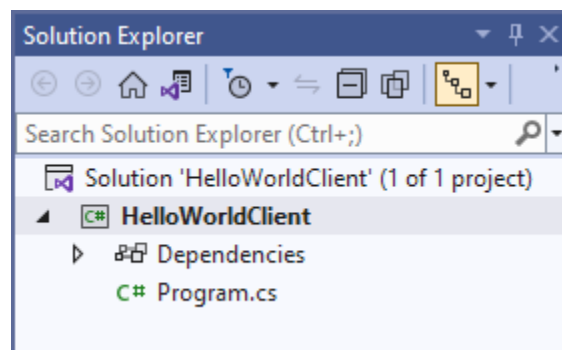 Solution Explorer
Search Solution Explorer (Ctrl+;)
Solution 'HelloWorldClient' (1 of 1 project)
C# HelloWorldClient
Dependencies
C# Program.cs